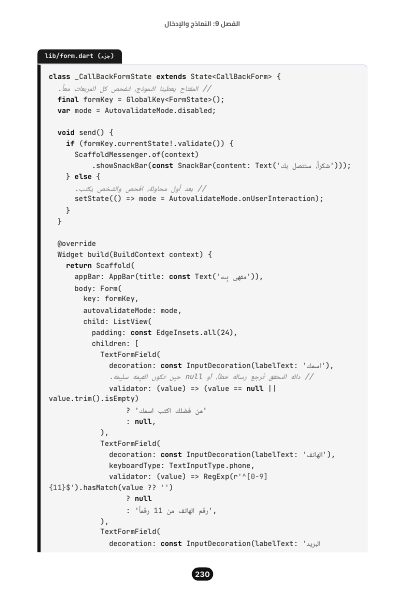 الفصل 9: النماذج والإدخال
lib/form.dart (جزء)
class _CallBackFormState extends State<CallBackForm> {
// المفتاح يعطينا النموذج، لنفحص كل المربعات معاً.
final formKey = GlobalKey<FormState>();
var mode = AutovalidateMode.disabled;
void send() {
if (formKey.currentState!.validate()) {
ScaffoldMessenger.of(context)
.showSnackBar(const SnackBar(content: Text('شكراً، سنتصل بك')));
} else {
// بعد أول محاولة، افحص والشخص يكتب.
setState(() => mode = AutovalidateMode.onUserInteraction);
}
}
@override
Widget build(BuildContext context) {
return Scaffold(
appBar: AppBar(title: const Text('مقهى بِت')),
body: Form(
key: formKey,
autovalidateMode: mode,
child: ListView(
padding: const EdgeInsets.all(24),
children: [
TextFormField(
decoration: const InputDecoration(labelText: 'اسمك'),
// دالة التحقق تُرجع رسالة خطأ، أو null حين تكون القيمة سليمة.
validator: (value) => (value == null ||
value.trim().isEmpty)
? 'من فضلك اكتب اسمك'
: null,
),
TextFormField(
decoration: const InputDecoration(labelText: 'الهاتف'),
keyboardType: TextInputType.phone,
validator: (value) => RegExp(r'^[0-9]
{11}$').hasMatch(value ?? '')
? null
: 'رقم الهاتف من 11 رقماً',
),
TextFormField(
decoration: const InputDecoration(labelText: 'البريد
230